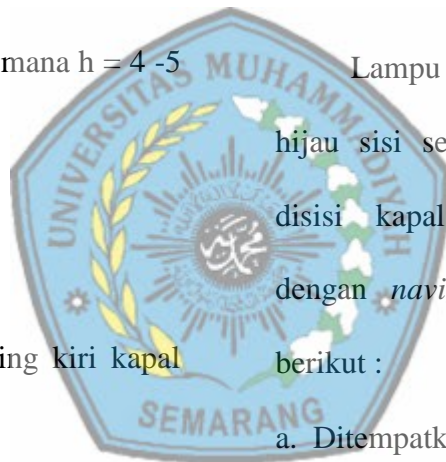 mana h = 4 -5
ing kiri kapal
Lampu
hijau sisi se
disisi kapal
dengan navi
berikut :
a. Ditempatk
UNIVERSITAS MUHAMMADIYAH
SEMARANG